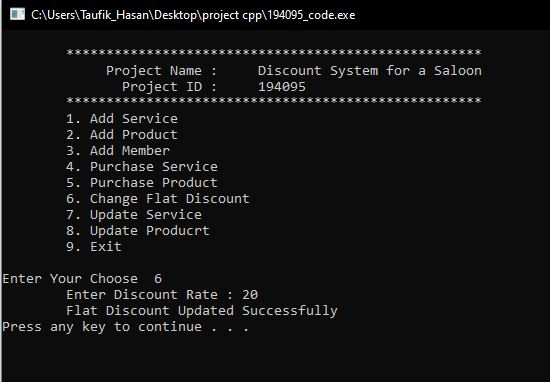 C:\Users\Taufik_Hasan\Desktop\project cpp\194095_code.exe
****************************************************
Project Name :     Discount System for a Saloon
Project ID :     194095
****************************************************
1. Add Service
2. Add Product
3. Add Member
4. Purchase Service
5. Purchase Product
6. Change Flat Discount
7. Update Service
8. Update Producrt
9. Exit
Enter Your Choose  6
Enter Discount Rate : 20
Flat Discount Updated Successfully
Press any key to continue . . .